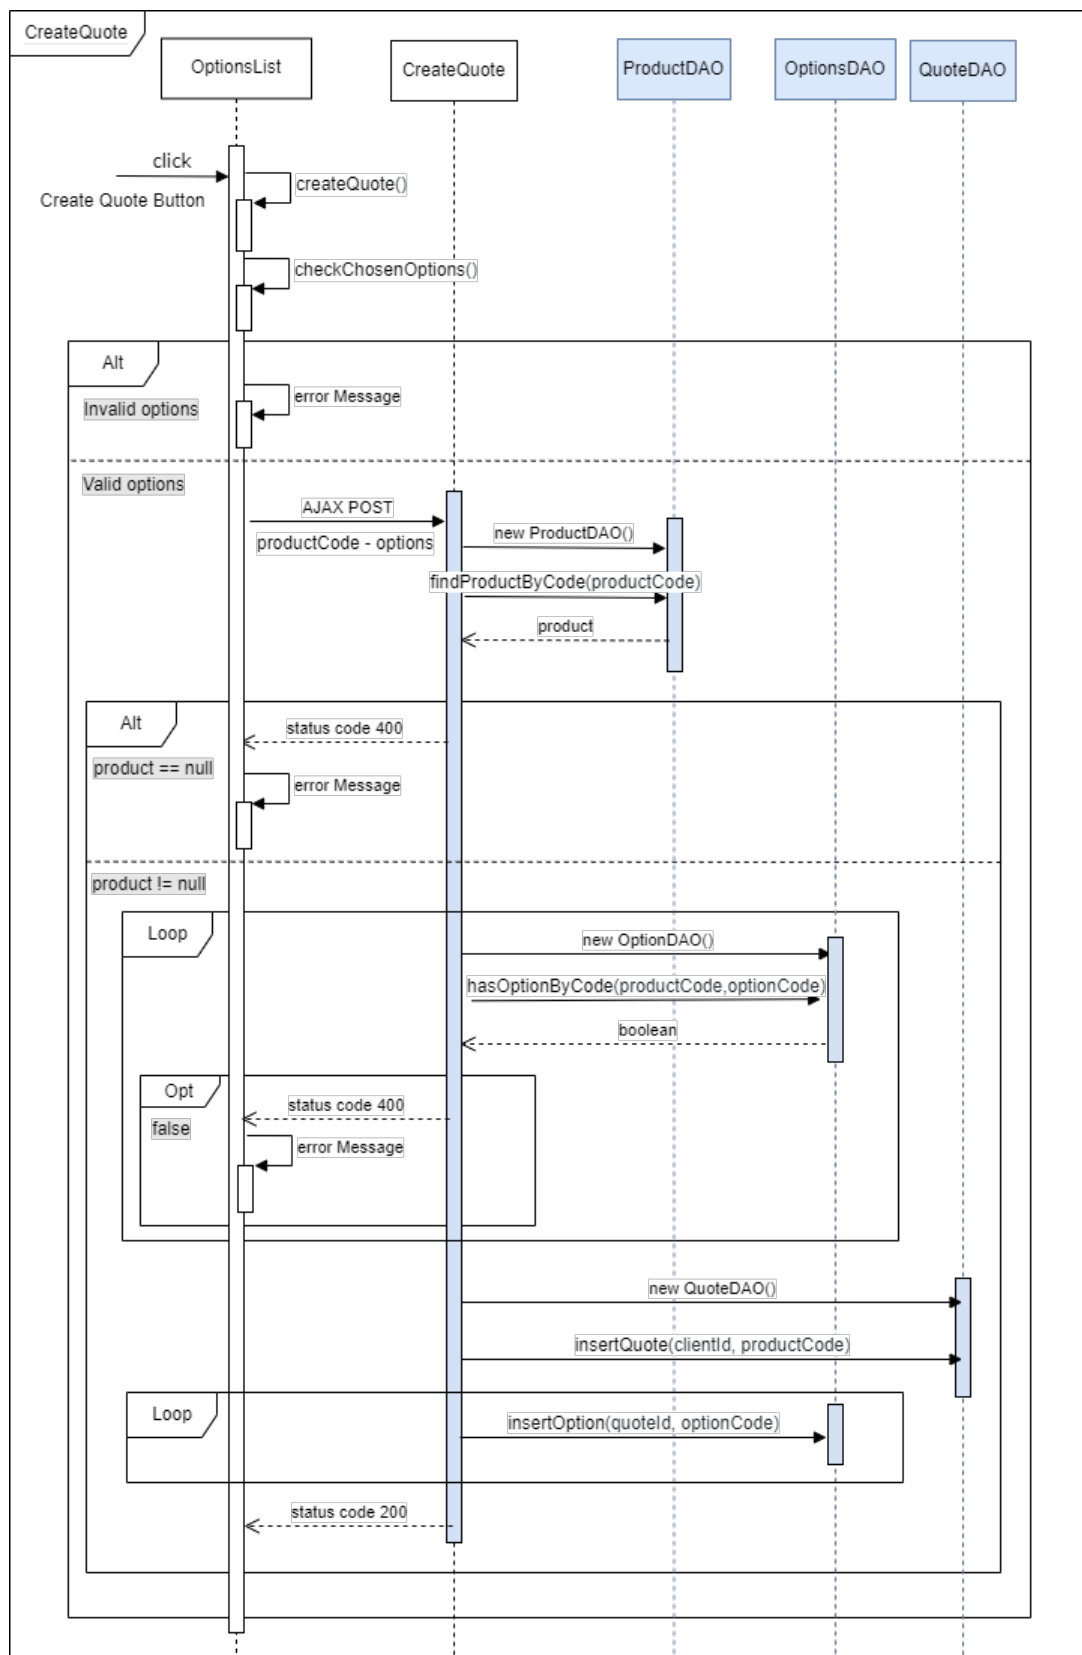 CreateQuote
OptionsList
CreateQuote
ProductDAO
OptionsDAO
QuoteDAO
click
Create Quote Button
createQuote()
checkChosenOptions()
Alt
Invalid options
error Message
Valid options
AJAX POST
productCode - options
new ProductDAO()
findProductByCode(productCode)
product
Alt
status code 400
product == null
error Message
product != null
Loop
new OptionDAO()
hasOptionByCode(productCode,optionCode)
boolean
Opt
status code 400
false
error Message
new QuoteDAO()
insertQuote(clientId, productCode)
Loop
insertOption(quoteId, optionCode)
status code 200